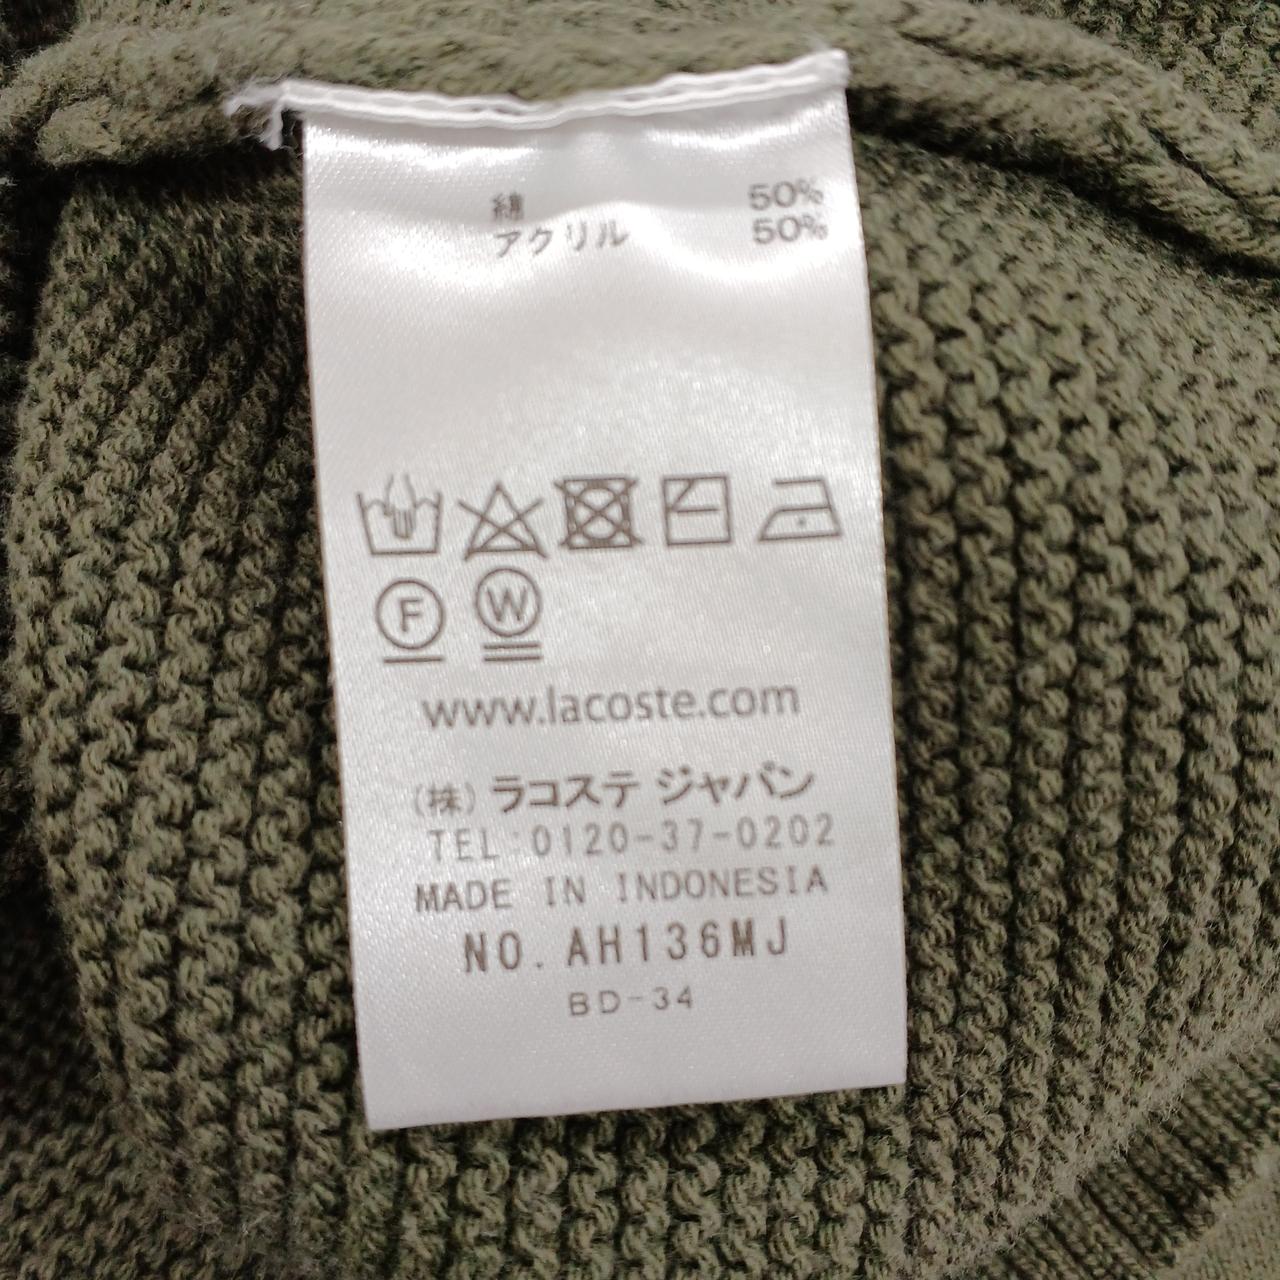 綿 50%
アクリル 50%
F W
www.lacoste.com
(株) ラコステ ジャパン
TEL:0120-37-0202
MADE IN INDONESIA
NO. AH136MJ
BD-34